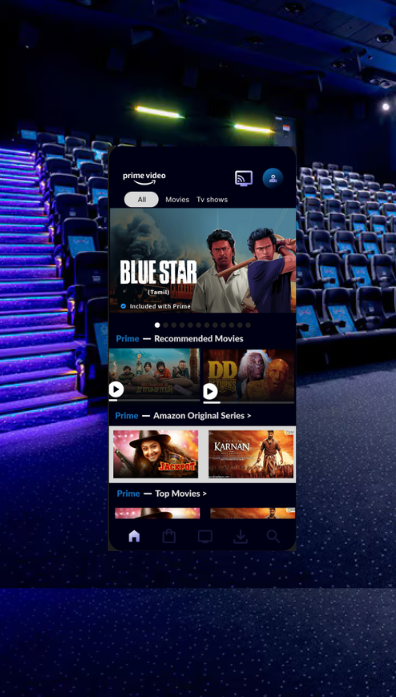 prime video
All Movies Tv shows
BLUE STAR
(Tamil)
Included with Prime
Prime — Recommended Movies
DD
Prime — Amazon Original Series >
JACKPOT
KARNAN
Prime — Top Movies >